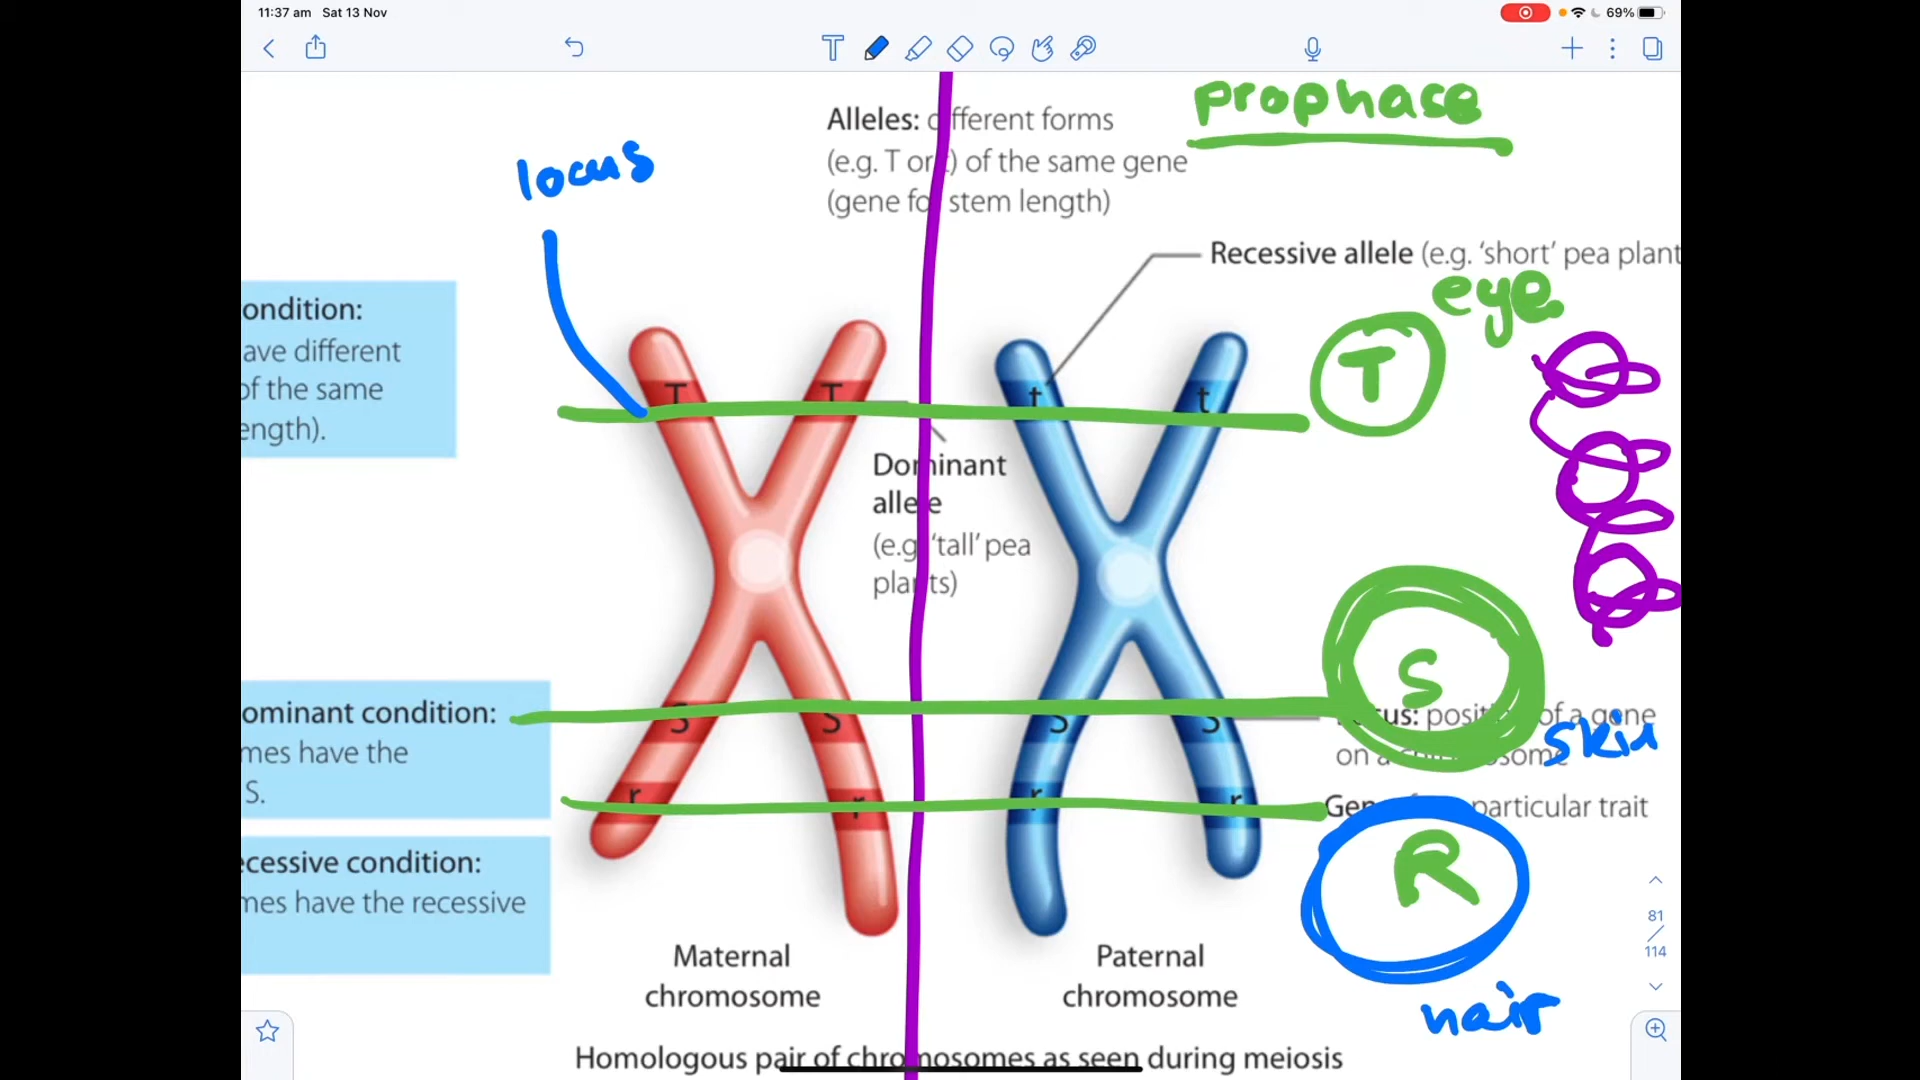 11:37 am Sat 13 Nov
69%
prophase
Alleles: different forms
(e.g. T or t) of the same gene
(gene for stem length)
locus
Recessive allele (e.g. ‘short’ pea plant
eye
ondition:
ave different
of the same
ength).
T T t t
T
Dominant
allele
(e.g. ‘tall’ pea
plants)
S
ominant condition:
mes have the
S.
S S S S
Locus: position of a gene
on a chromosome
skin
r r r r
Gene for a particular trait
R
ecessive condition:
mes have the recessive
Maternal
chromosome
Paternal
chromosome
hair
81
114
Homologous pair of chromosomes as seen during meiosis